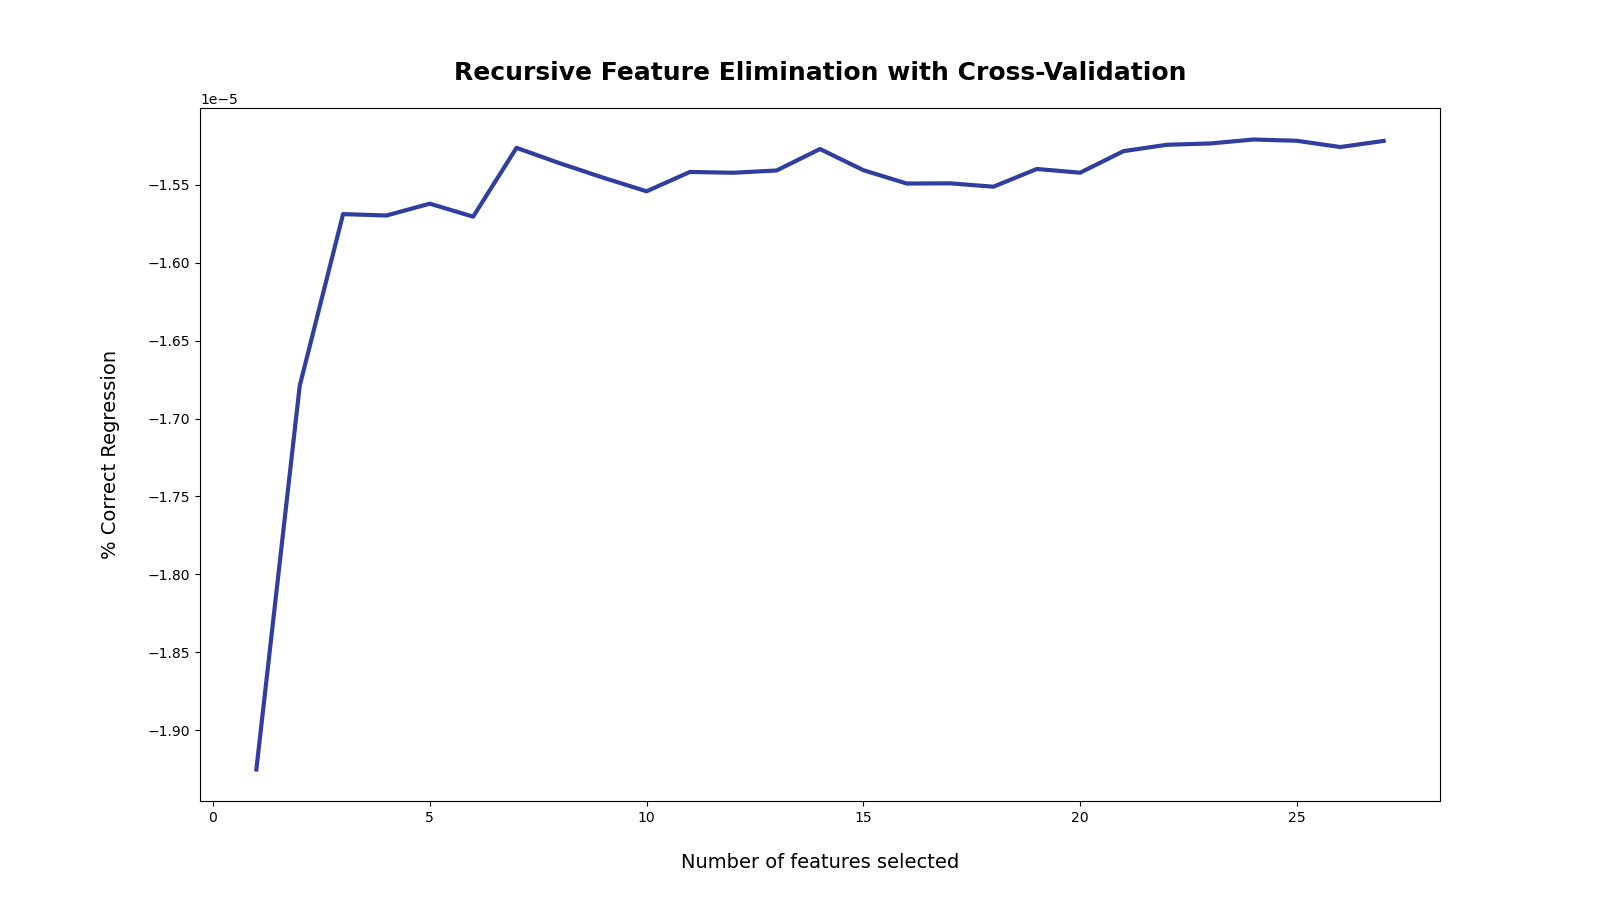 Recursive Feature Elimination with Cross-Validation
1e−5
−1.55
−1.60
−1.65
−1.70
−1.75
−1.80
−1.85
−1.90
% Correct Regression
0 5 10 15 20 25
Number of features selected